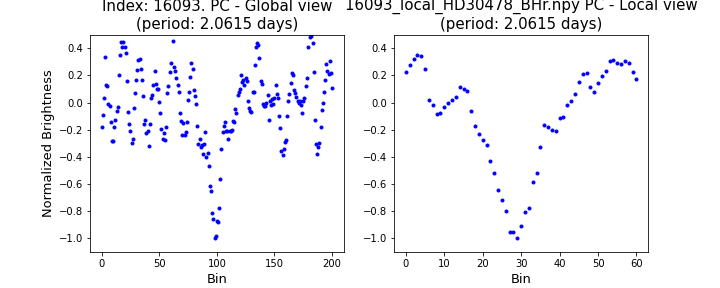 Index: 16093. PC - Global view
(period: 2.0615 days)
16093_local_HD30478_BHr.npy PC - Local view
(period: 2.0615 days)
Normalized Brightness
0.4
0.2
0.0
−0.2
−0.4
−0.6
−0.8
−1.0
0 50 100 150 200
Bin
0.4
0.2
0.0
−0.2
−0.4
−0.6
−0.8
−1.0
0 10 20 30 40 50 60
Bin